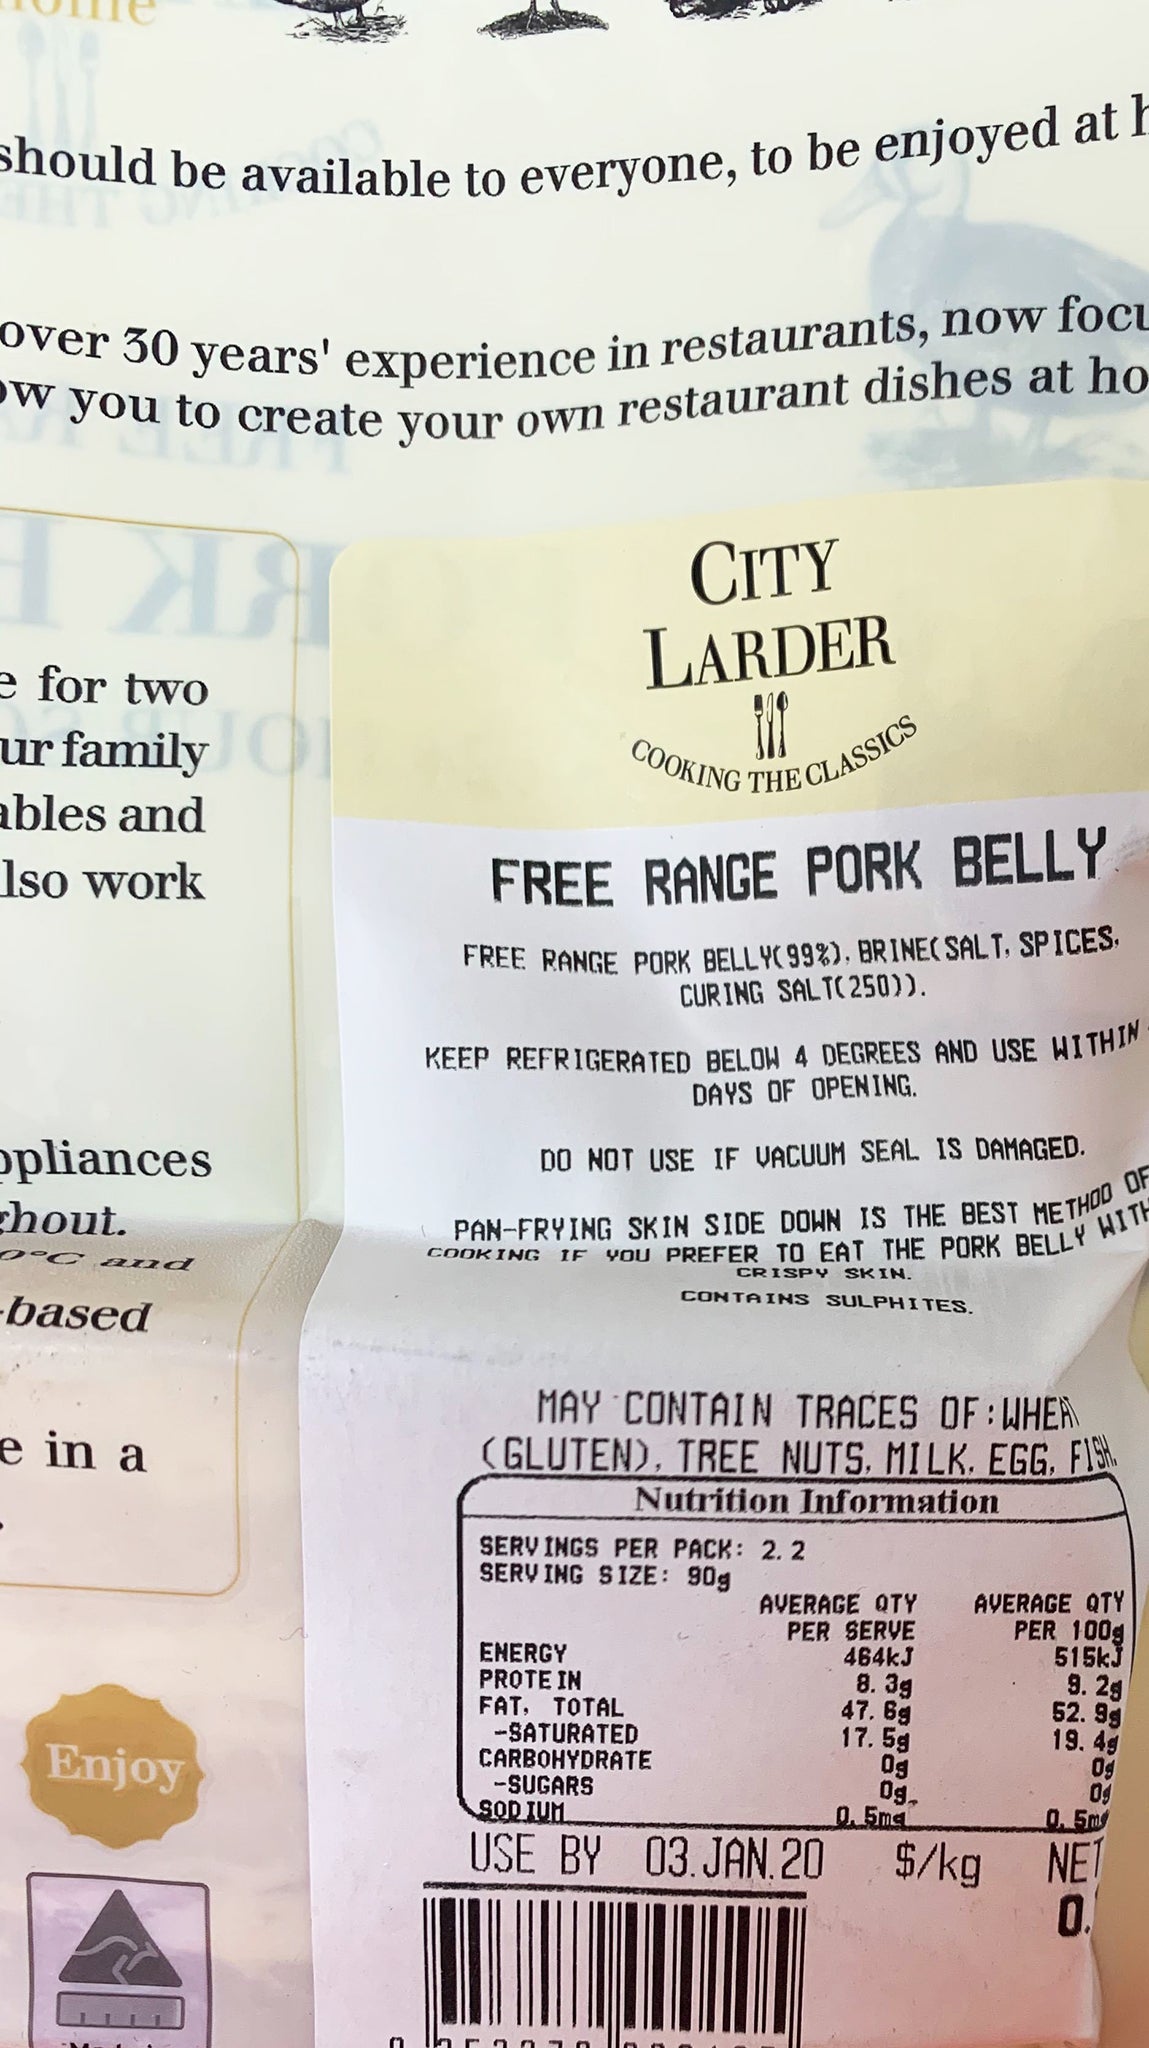 should be available to everyone, to be enjoyed at
over 30 years' experience in restaurants, now
you to create your own restaurant dishes at
CITY
LARDER
COOKING THE CLASSICS
for two
family
and
work
FREE RANGE PORK BELLY
FREE RANGE PORK BELLY(99%), BRINE(SALT, SPICES,
CURING SALT(250)).
KEEP REFRIGERATED BELOW 4 DEGREES AND USE WITHIN
DAYS OF OPENING.
DO NOT USE IF VACUUM SEAL IS DAMAGED.
PAN-FRYING SKIN SIDE DOWN IS THE BEST METHOD OF
COOKING IF YOU PREFER TO EAT THE PORK BELLY WITH
CRISPY SKIN.
CONTAINS SULPHITES.
and
-based
in a
MAY CONTAIN TRACES OF:WHEAT
(GLUTEN), TREE NUTS, MILK, EGG, FISH.
Nutrition Information
SERVINGS PER PACK: 2.2
SERVING SIZE: 90g
AVERAGE QTY AVERAGE QTY
PER SERVE PER 100g
ENERGY 464kJ 515kJ
PROTEIN 8.3g 9.2g
FAT, TOTAL 47.6g 52.9g
-SATURATED 17.5g 19.4g
CARBOHYDRATE 0g 0g
-SUGARS 0g 0g
SODIUM 0.5mg 0.5mg
USE BY 03.JAN.20 $/kg NET
Enjoy